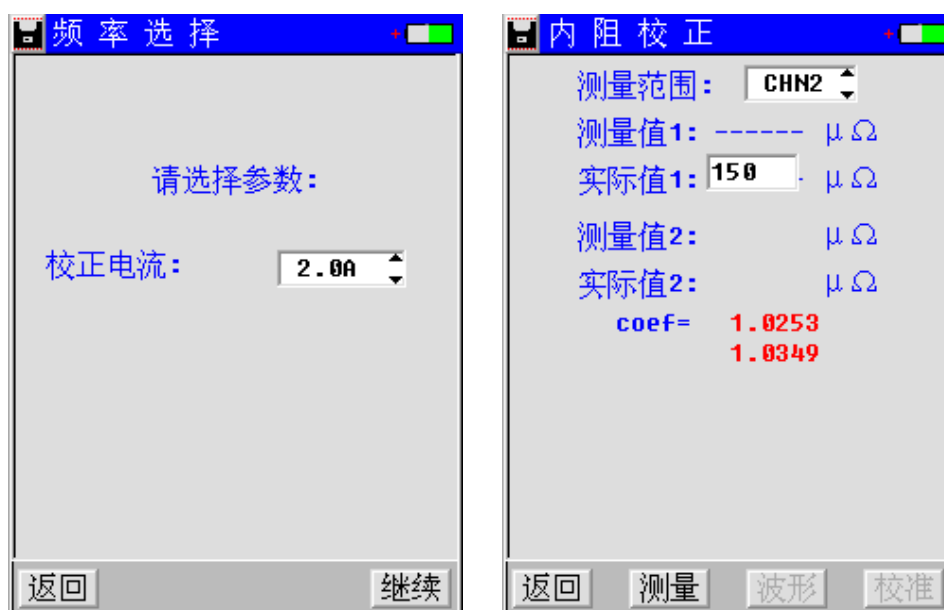 频率选择
请选择参数:
校正电流: 2.0A
返回 继续
内阻校正
测量范围: CHN2
测量值1: ------ μΩ
实际值1: 150 μΩ
测量值2: μΩ
实际值2: μΩ
coef= 1.0253
1.0349
返回 测量 波形 校准